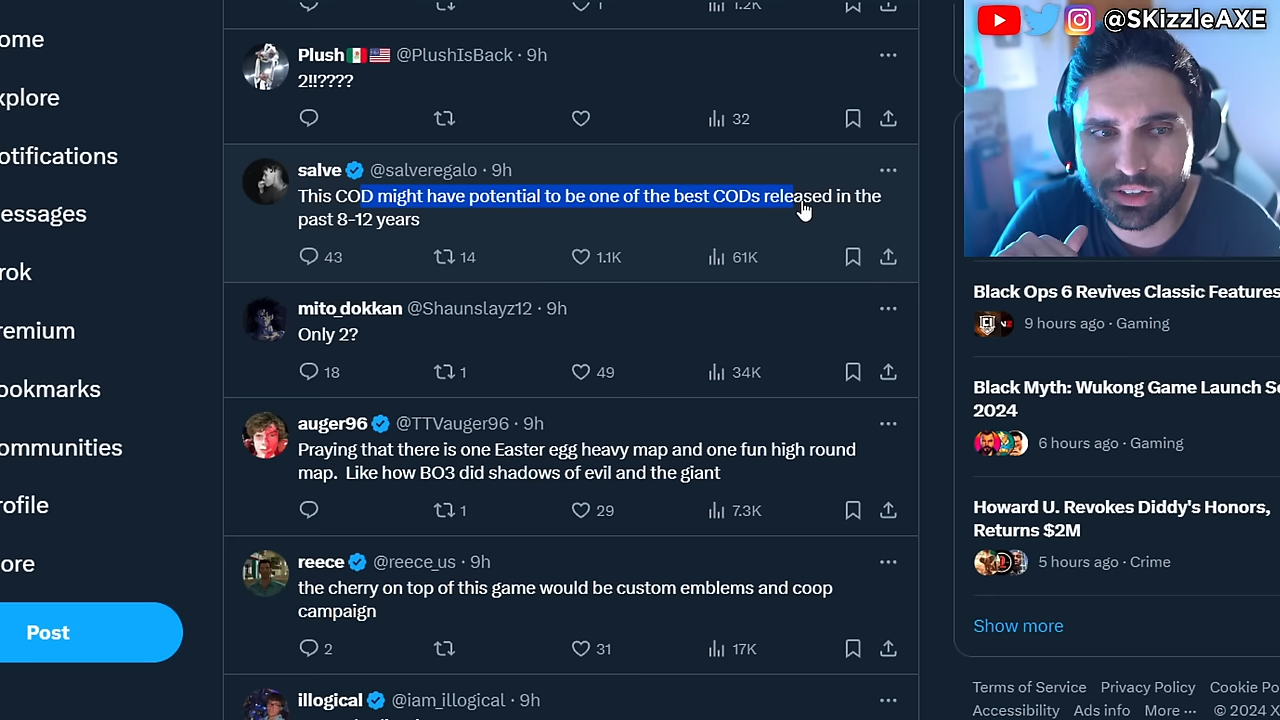 1
1.2K
ome
xplore
otifications
essages
rok
remium
ookmarks
ommunities
rofile
ore
Post
Plush🇲🇽🇺🇸 @PlushIsBack · 9h
2!!????
32
salve @salveregalo · 9h
This COD might have potential to be one of the best CODs released in the
past 8-12 years
43 14 1.1K 61K
mito_dokkan @Shaunslayz12 · 9h
Only 2?
18 1 49 34K
auger96 @TTVauger96 · 9h
Praying that there is one Easter egg heavy map and one fun high round
map.  Like how BO3 did shadows of evil and the giant
1 29 7.3K
reece @reece_us · 9h
the cherry on top of this game would be custom emblems and coop
campaign
2 31 17K
illogical @iam_illogical · 9h
@SKizzleAXE
Black Ops 6 Revives Classic Features
9 hours ago · Gaming
Black Myth: Wukong Game Launch S
2024
6 hours ago · Gaming
Howard U. Revokes Diddy's Honors,
Returns $2M
5 hours ago · Crime
Show more
Terms of Service Privacy Policy Cookie Po
Accessibility Ads info More ··· © 2024 X